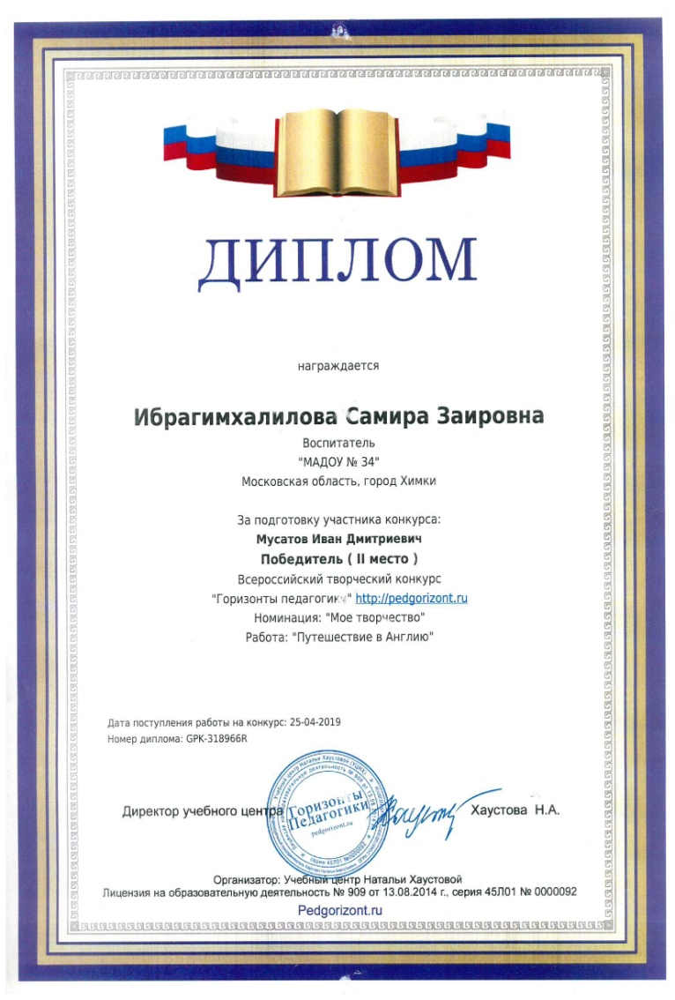 ДИПЛОМ
награждается
Ибрагимхалилова Самира Заировна
Воспитатель
"МАДОУ № 34"
Московская область, город Химки
За подготовку участника конкурса:
Мусатов Иван Дмитриевич
Победитель ( II место )
Всероссийский творческий конкурс
"Горизонты педагогики" http://pedgorizont.ru
Номинация: "Мое творчество"
Работа: "Путешествие в Англию"
Дата поступления работы на конкурс: 25-04-2019
Номер диплома: GPK-318966R
Горизонты
Педагогики
pedgorizont.ru
серии 45Л01 №0000092
Директор учебного центра Хаустова Н.А.
Организатор: Учебный центр Натальи Хаустовой
Лицензия на образовательную деятельность № 909 от 13.08.2014 г., серия 45Л01 № 0000092
Pedgorizont.ru